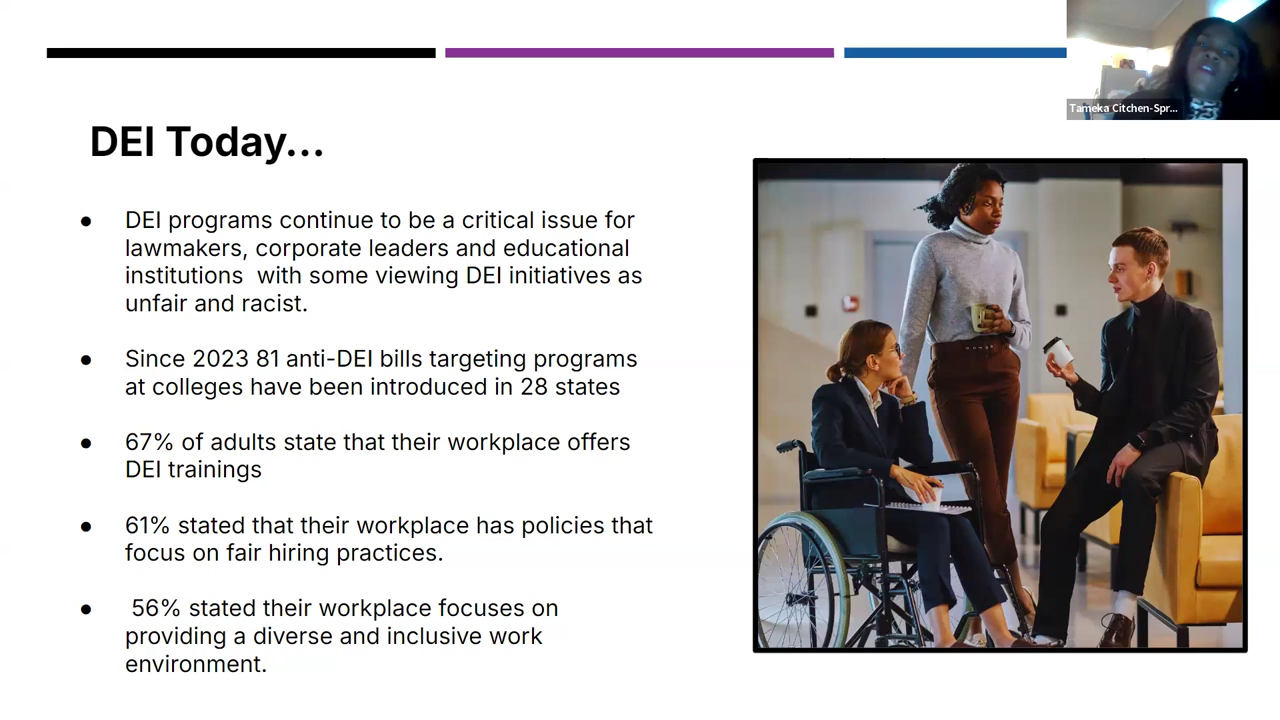 Tameka Citchen-Spr...
DEI Today...
● DEI programs continue to be a critical issue for
lawmakers, corporate leaders and educational
institutions  with some viewing DEI initiatives as
unfair and racist.
● Since 2023 81 anti-DEI bills targeting programs
at colleges have been introduced in 28 states
● 67% of adults state that their workplace offers
DEI trainings
● 61% stated that their workplace has policies that
focus on fair hiring practices.
● 56% stated their workplace focuses on
providing a diverse and inclusive work
environment.